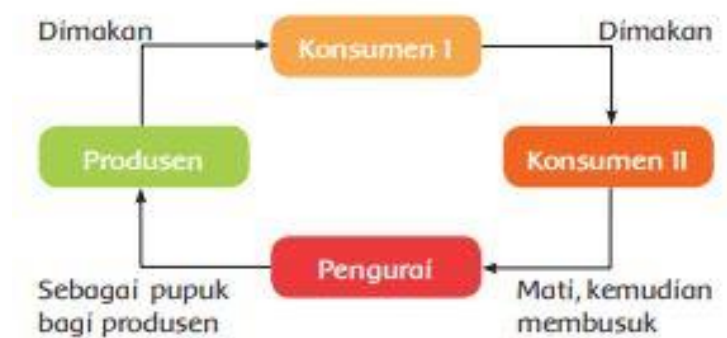 Dimakan
Konsumen I
Dimakan
Produsen
Konsumen II
Pengurai
Sebagai pupuk
bagi produsen
Mati, kemudian
membusuk